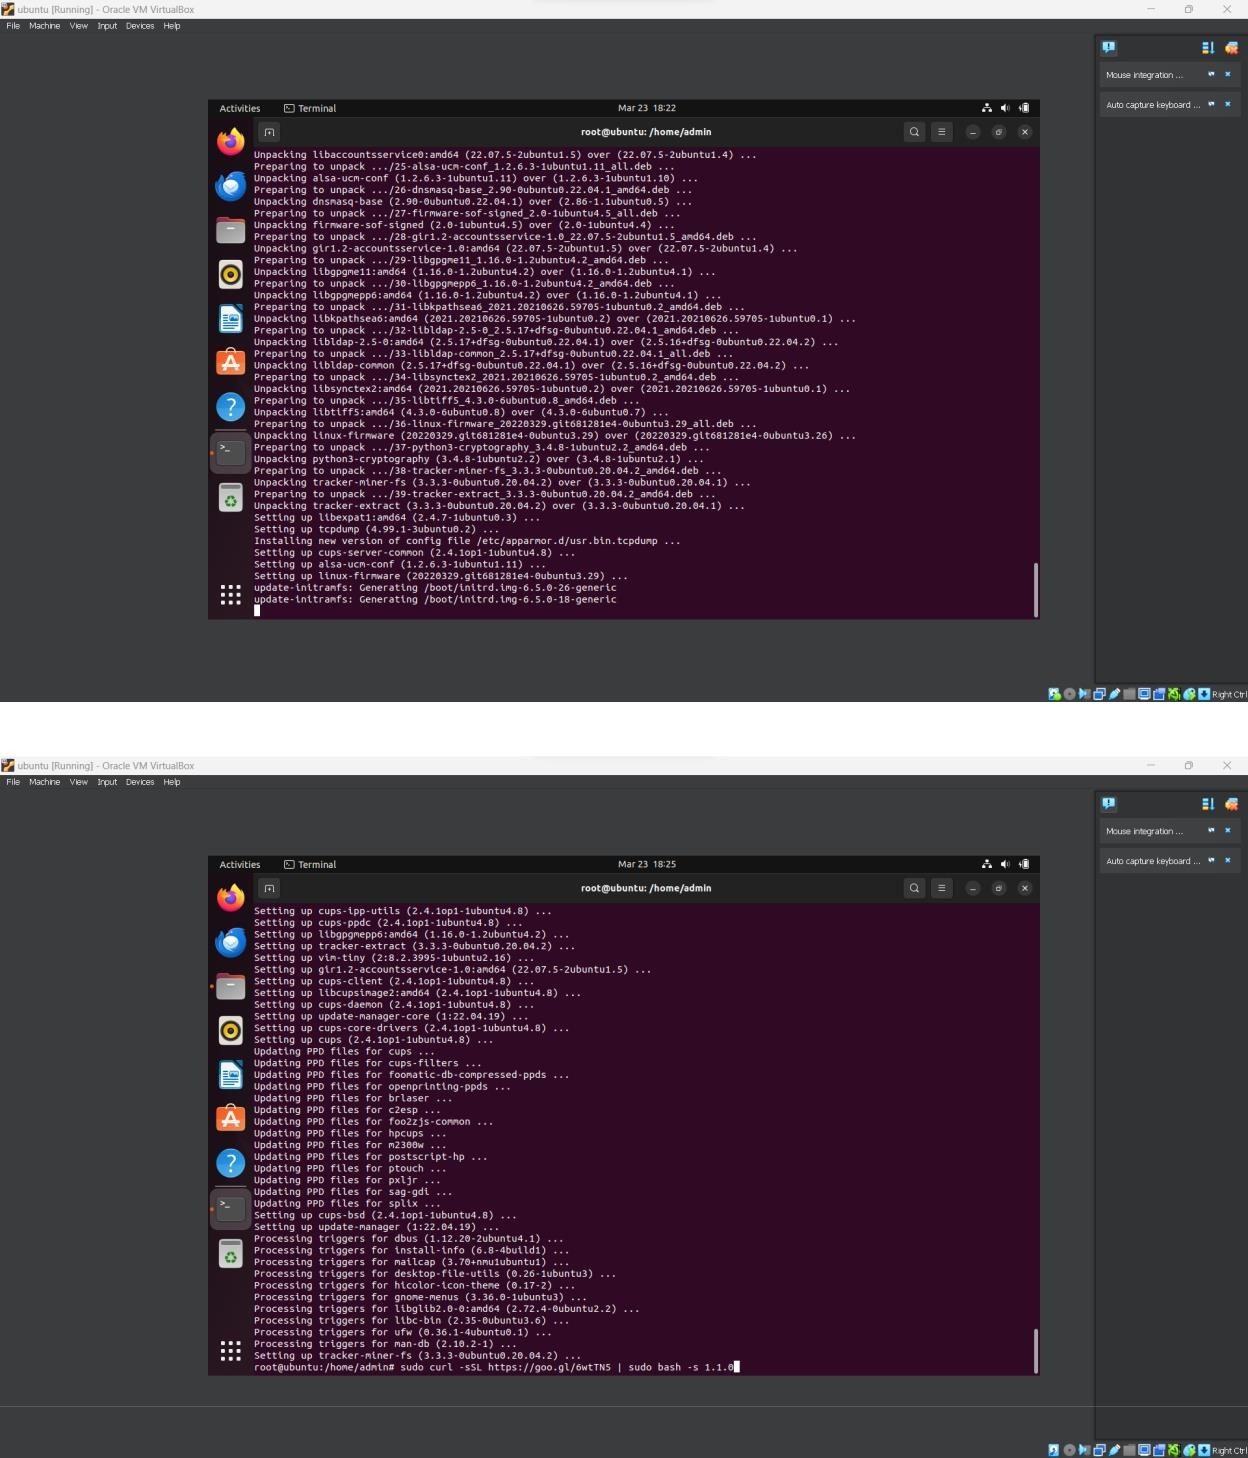 ubuntu [Running] - Oracle VM VirtualBox
File Machine View Input Devices Help
Mouse integration ...
Auto capture keyboard ...
Activities Terminal Mar 23 18:22
root@ubuntu: /home/admin
Unpacking libaccountsservice0:amd64 (22.07.5-2ubuntu1.5) over (22.07.5-2ubuntu1.4) ...
Preparing to unpack .../25-alsa-ucm-conf_1.2.6.3-1ubuntu1.11_all.deb ...
Unpacking alsa-ucm-conf (1.2.6.3-1ubuntu1.11) over (1.2.6.3-1ubuntu1.10) ...
Preparing to unpack .../26-dnsmasq-base_2.90-0ubuntu0.22.04.1_amd64.deb ...
Unpacking dnsmasq-base (2.90-0ubuntu0.22.04.1) over (2.86-1.1ubuntu0.5) ...
Preparing to unpack .../27-firmware-sof-signed_2.0-1ubuntu4.5_all.deb ...
Unpacking firmware-sof-signed (2.0-1ubuntu4.5) over (2.0-1ubuntu4.4) ...
Preparing to unpack .../28-gir1.2-accountsservice-1.0_22.07.5-2ubuntu1.5_amd64.deb ...
Unpacking gir1.2-accountsservice-1.0:amd64 (22.07.5-2ubuntu1.5) over (22.07.5-2ubuntu1.4) ...
Preparing to unpack .../29-libgpgme11_1.16.0-1.2ubuntu4.2_amd64.deb ...
Unpacking libgpgme11:amd64 (1.16.0-1.2ubuntu4.2) over (1.16.0-1.2ubuntu4.1) ...
Preparing to unpack .../30-libgpgmepp6_1.16.0-1.2ubuntu4.2_amd64.deb ...
Unpacking libgpgmepp6:amd64 (1.16.0-1.2ubuntu4.2) over (1.16.0-1.2ubuntu4.1) ...
Preparing to unpack .../31-libkpathsea6_2021.20210626.59705-1ubuntu0.2_amd64.deb ...
Unpacking libkpathsea6:amd64 (2021.20210626.59705-1ubuntu0.2) over (2021.20210626.59705-1ubuntu0.1) ...
Preparing to unpack .../32-libldap-2.5-0_2.5.17+dfsg-0ubuntu0.22.04.1_amd64.deb ...
Unpacking libldap-2.5-0:amd64 (2.5.17+dfsg-0ubuntu0.22.04.1) over (2.5.16+dfsg-0ubuntu0.22.04.2) ...
Preparing to unpack .../33-libldap-common_2.5.17+dfsg-0ubuntu0.22.04.1_all.deb ...
Unpacking libldap-common (2.5.17+dfsg-0ubuntu0.22.04.1) over (2.5.16+dfsg-0ubuntu0.22.04.2) ...
Preparing to unpack .../34-libsynctex2_2021.20210626.59705-1ubuntu0.2_amd64.deb ...
Unpacking libsynctex2:amd64 (2021.20210626.59705-1ubuntu0.2) over (2021.20210626.59705-1ubuntu0.1) ...
Preparing to unpack .../35-libtiff5_4.3.0-6ubuntu0.8_amd64.deb ...
Unpacking libtiff5:amd64 (4.3.0-6ubuntu0.8) over (4.3.0-6ubuntu0.7) ...
Preparing to unpack .../36-linux-firmware_20220329.git681281e4-0ubuntu3.29_all.deb ...
Unpacking linux-firmware (20220329.git681281e4-0ubuntu3.29) over (20220329.git681281e4-0ubuntu3.26) ...
Preparing to unpack .../37-python3-cryptography_3.4.8-1ubuntu2.2_amd64.deb ...
Unpacking python3-cryptography (3.4.8-1ubuntu2.2) over (3.4.8-1ubuntu2.1) ...
Preparing to unpack .../38-tracker-miner-fs_3.3.3-0ubuntu0.20.04.2_amd64.deb ...
Unpacking tracker-miner-fs (3.3.3-0ubuntu0.20.04.2) over (3.3.3-0ubuntu0.20.04.1) ...
Preparing to unpack .../39-tracker-extract_3.3.3-0ubuntu0.20.04.2_amd64.deb ...
Unpacking tracker-extract (3.3.3-0ubuntu0.20.04.2) over (3.3.3-0ubuntu0.20.04.1) ...
Setting up libexpat1:amd64 (2.4.7-1ubuntu0.3) ...
Setting up tcpdump (4.99.1-3ubuntu0.2) ...
Installing new version of config file /etc/apparmor.d/usr.bin.tcpdump ...
Setting up cups-server-common (2.4.1op1-1ubuntu4.8) ...
Setting up alsa-ucm-conf (1.2.6.3-1ubuntu1.11) ...
Setting up linux-firmware (20220329.git681281e4-0ubuntu3.29) ...
update-initramfs: Generating /boot/initrd.img-6.5.0-26-generic
update-initramfs: Generating /boot/initrd.img-6.5.0-18-generic
Right Ctrl
ubuntu [Running] - Oracle VM VirtualBox
File Machine View Input Devices Help
Mouse integration ...
Auto capture keyboard ...
Activities Terminal Mar 23 18:25
root@ubuntu: /home/admin
Setting up cups-ipp-utils (2.4.1op1-1ubuntu4.8) ...
Setting up cups-ppdc (2.4.1op1-1ubuntu4.8) ...
Setting up libgpgmepp6:amd64 (1.16.0-1.2ubuntu4.2) ...
Setting up tracker-extract (3.3.3-0ubuntu0.20.04.2) ...
Setting up vim-tiny (2:8.2.3995-1ubuntu2.16) ...
Setting up gir1.2-accountsservice-1.0:amd64 (22.07.5-2ubuntu1.5) ...
Setting up cups-client (2.4.1op1-1ubuntu4.8) ...
Setting up libcupsimage2:amd64 (2.4.1op1-1ubuntu4.8) ...
Setting up cups-daemon (2.4.1op1-1ubuntu4.8) ...
Setting up update-manager-core (1:22.04.19) ...
Setting up cups-core-drivers (2.4.1op1-1ubuntu4.8) ...
Setting up cups (2.4.1op1-1ubuntu4.8) ...
Updating PPD files for cups ...
Updating PPD files for cups-filters ...
Updating PPD files for foomatic-db-compressed-ppds ...
Updating PPD files for openprinting-ppds ...
Updating PPD files for brlaser ...
Updating PPD files for c2esp ...
Updating PPD files for foo2zjs-common ...
Updating PPD files for hpcups ...
Updating PPD files for m2300w ...
Updating PPD files for postscript-hp ...
Updating PPD files for ptouch ...
Updating PPD files for pxljr ...
Updating PPD files for sag-gdi ...
Updating PPD files for splix ...
Setting up cups-bsd (2.4.1op1-1ubuntu4.8) ...
Setting up update-manager (1:22.04.19) ...
Processing triggers for dbus (1.12.20-2ubuntu4.1) ...
Processing triggers for install-info (6.8-4build1) ...
Processing triggers for mailcap (3.70+nmu1ubuntu1) ...
Processing triggers for desktop-file-utils (0.26-1ubuntu3) ...
Processing triggers for hicolor-icon-theme (0.17-2) ...
Processing triggers for gnome-menus (3.36.0-1ubuntu3) ...
Processing triggers for libglib2.0-0:amd64 (2.72.4-0ubuntu2.2) ...
Processing triggers for libc-bin (2.35-0ubuntu3.6) ...
Processing triggers for ufw (0.36.1-4ubuntu0.1) ...
Processing triggers for man-db (2.10.2-1) ...
Setting up tracker-miner-fs (3.3.3-0ubuntu0.20.04.2) ...
root@ubuntu:/home/admin# sudo curl -sSL https://goo.gl/6wtTN5 | sudo bash -s 1.1.0
Right Ctrl